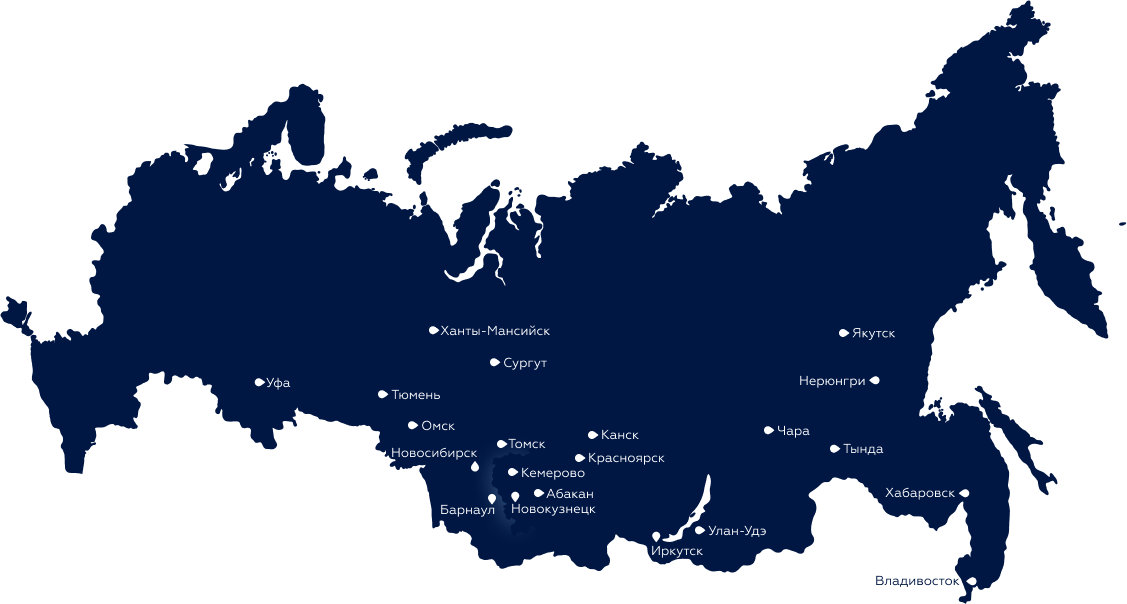 Ханты-Мансийск
Якутск
Сургут
Нерюнгри
Уфа
Тюмень
Омск
Чара
Канск
Томск
Тында
Новосибирск
Красноярск
Кемерово
Хабаровск
Абакан
Барнаул
Новокузнецк
Улан-Удэ
Иркутск
Владивосток